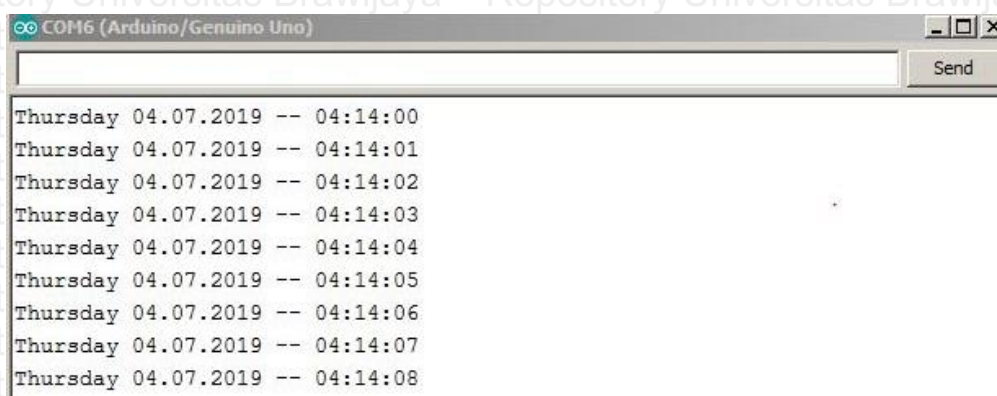 Repository Universitas Brawijaya
COM6 (Arduino/Genuino Uno)
Send
Thursday 04.07.2019 -- 04:14:00
Thursday 04.07.2019 -- 04:14:01
Thursday 04.07.2019 -- 04:14:02
Thursday 04.07.2019 -- 04:14:03
Thursday 04.07.2019 -- 04:14:04
Thursday 04.07.2019 -- 04:14:05
Thursday 04.07.2019 -- 04:14:06
Thursday 04.07.2019 -- 04:14:07
Thursday 04.07.2019 -- 04:14:08